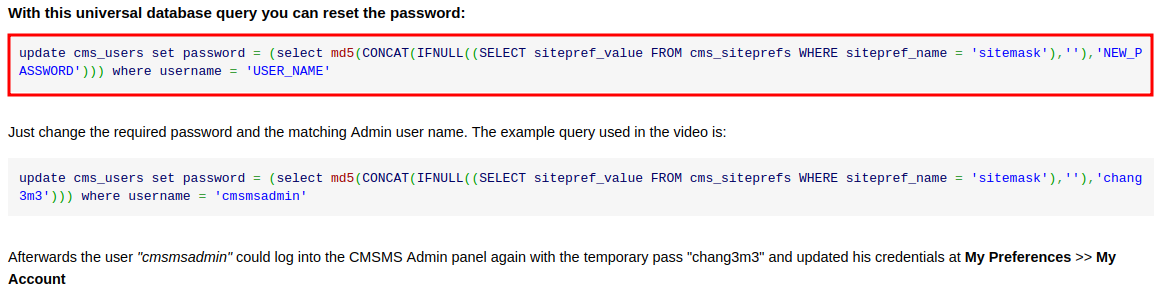 With this universal database query you can reset the password:
update cms_users set password = (select md5(CONCAT(IFNULL((SELECT sitepref_value FROM cms_siteprefs WHERE sitepref_name = 'sitemask'),''),'NEW_P
ASSWORD'))) where username = 'USER_NAME'
Just change the required password and the matching Admin user name. The example query used in the video is:
update cms_users set password = (select md5(CONCAT(IFNULL((SELECT sitepref_value FROM cms_siteprefs WHERE sitepref_name = 'sitemask'),''),'chang
3m3'))) where username = 'cmsmsadmin'
Afterwards the user "cmsmsadmin" could log into the CMSMS Admin panel again with the temporary pass "chang3m3" and updated his credentials at My Preferences >> My
Account